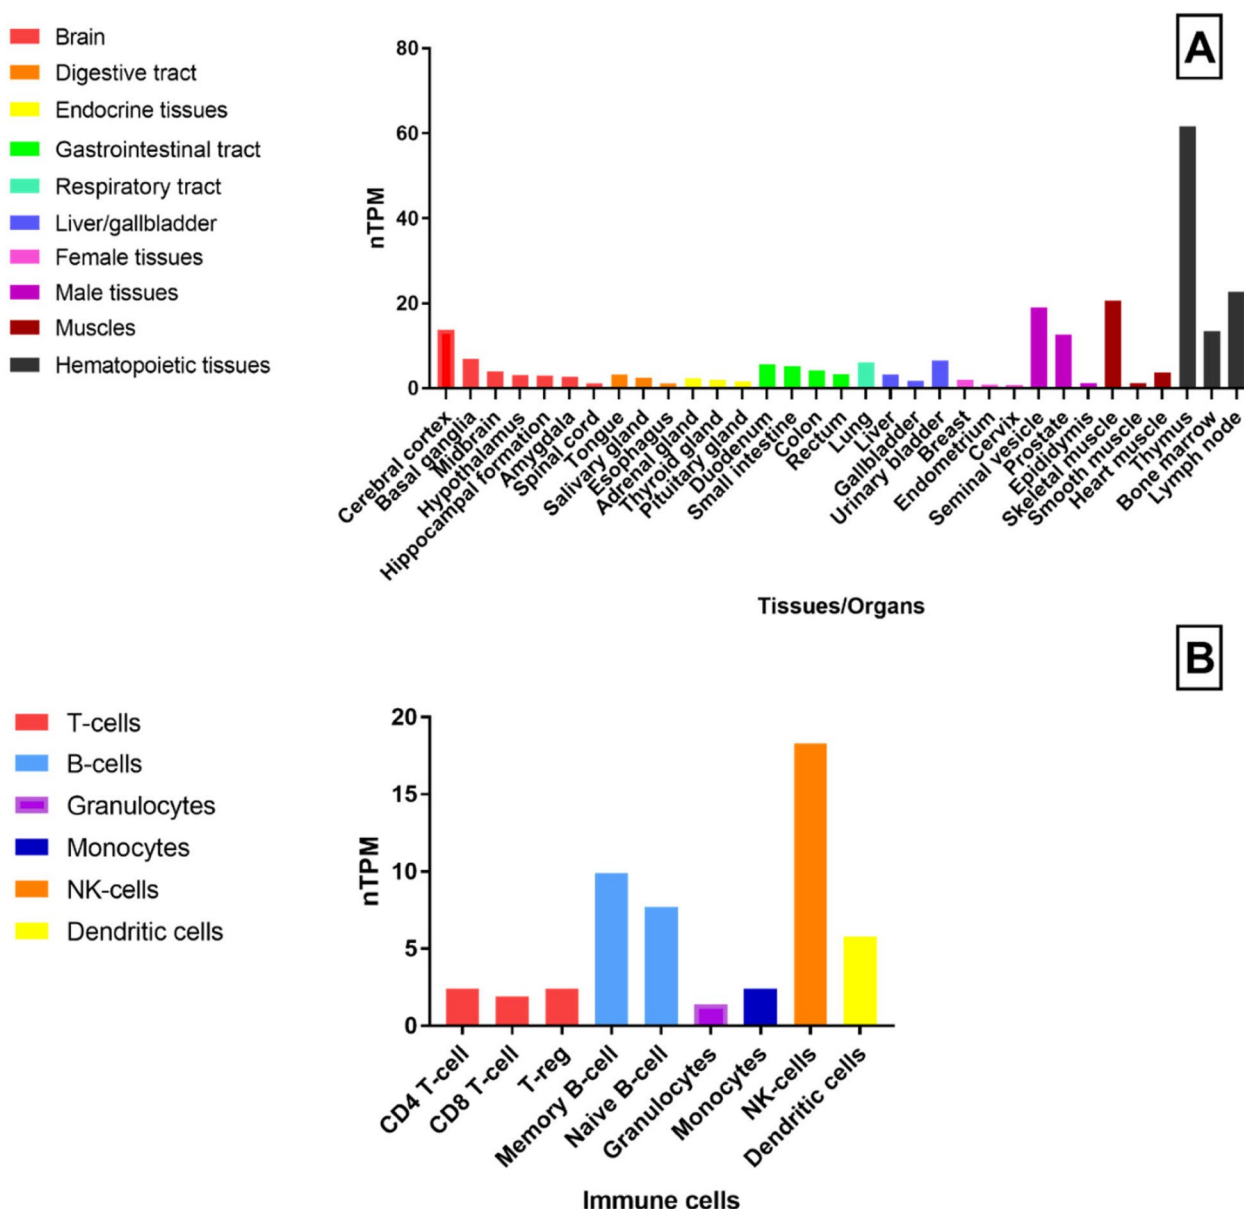 A
Brain
Digestive tract
Endocrine tissues
Gastrointestinal tract
Respiratory tract
Liver/gallbladder
Female tissues
Male tissues
Muscles
Hematopoietic tissues
nTPM
80
60
40
20
0
Cerebral cortex
Basal ganglia
Midbrain
Hypothalamus
Hippocampal formation
Amygdala
Spinal cord
Tongue
Salivary gland
Esophagus
Adrenal gland
Thyroid gland
Pituitary gland
Duodenum
Small intestine
Colon
Rectum
Lung
Liver
Gallbladder
Urinary bladder
Breast
Endometrium
Cervix
Seminal vesicle
Prostate
Epididymis
Skeletal muscle
Smooth muscle
Heart muscle
Thymus
Bone marrow
Lymph node
Tissues/Organs
B
T-cells
B-cells
Granulocytes
Monocytes
NK-cells
Dendritic cells
nTPM
20
15
10
5
0
CD4 T-cell
CD8 T-cell
T-reg
Memory B-cell
Naive B-cell
Granulocytes
Monocytes
NK-cells
Dendritic cells
Immune cells